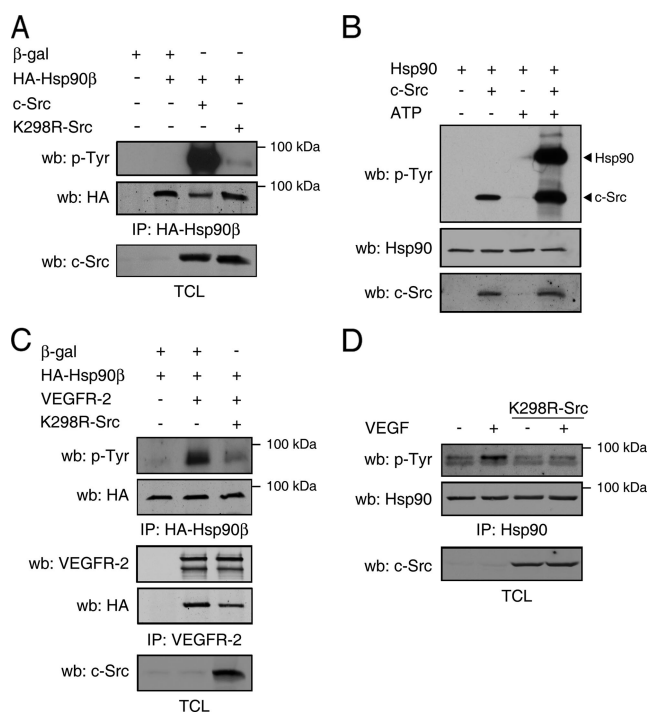 A
β-gal + + - -
HA-Hsp90β - + + +
c-Src - - + -
K298R-Src - - - +
wb: p-Tyr 100 kDa
wb: HA 100 kDa
IP: HA-Hsp90β
wb: c-Src
TCL
B
Hsp90 + + + +
c-Src - + - +
ATP - - + +
wb: p-Tyr
◄ Hsp90
◄ c-Src
wb: Hsp90
wb: c-Src
C
β-gal + + -
HA-Hsp90β + + +
VEGFR-2 - + +
K298R-Src - - +
wb: p-Tyr 100 kDa
wb: HA 100 kDa
IP: HA-Hsp90β
wb: VEGFR-2
wb: HA
IP: VEGFR-2
wb: c-Src
TCL
D
K298R-Src
VEGF - + - +
wb: p-Tyr 100 kDa
wb: Hsp90 100 kDa
IP: Hsp90
wb: c-Src
TCL